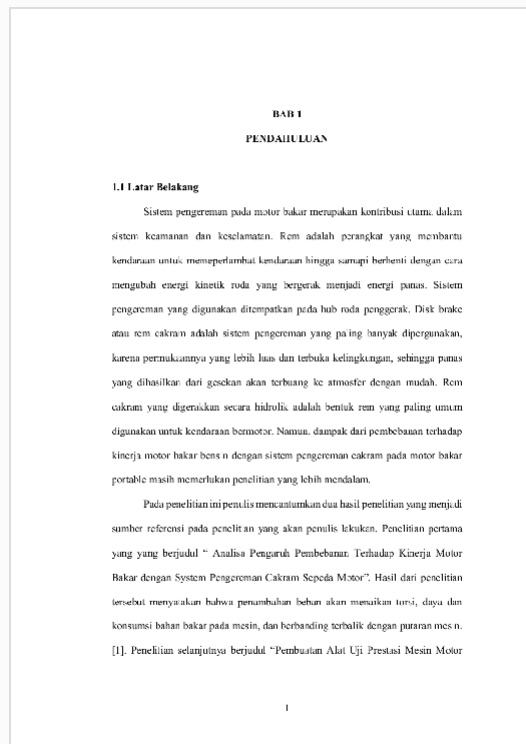 BAB 1
PENDAHULUAN
1.1 Latar Belakang
Sistem pengereman pada motor bakar merupakan kontribusi utama dalam
sistem keamanan dan keselamatan. Rem adalah perangkat yang membantu
kendaraan untuk memeperlambat kendaraan hingga samapi berhenti dengan cara
mengubah energi kinetik roda yang bergerak menjadi energi panas. Sistem
pengereman yang digunakan ditempatkan pada hub roda penggerak. Disk brake
atau rem cakram adalah sistem pengereman yang paling banyak dipergunakan,
karena permukaannya yang lebih luas dan terbuka kelingkungan, sehingga panas
yang dihasilkan dari gesekan akan terbuang ke atmosfer dengan mudah. Rem
cakram yang digerakkan secara hidrolik adalah bentuk rem yang paling umum
digunakan untuk kendaraan bermotor. Namun, dampak dari pembebanan terhadap
kinerja motor bakar bensin dengan sistem pengereman cakram pada motor bakar
portable masih memerlukan penelitian yang lebih mendalam.
Pada penelitian ini penulis mencantumkan dua hasil penelitian yang menjadi
sumber referensi pada penelitian yang akan penulis lakukan. Penelitian pertama
yang yang berjudul “ Analisa Pengaruh Pembebanan Terhadap Kinerja Motor
Bakar dengan System Pengereman Cakram Sepeda Motor”. Hasil dari penelitian
tersebut menyatakan bahwa penambahan beban akan menaikan torsi, daya dan
konsumsi bahan bakar pada mesin, dan berbanding terbalik dengan putaran mesin.
[1]. Penelitian selanjutnya berjudul “Pembuatan Alat Uji Prestasi Mesin Motor
1